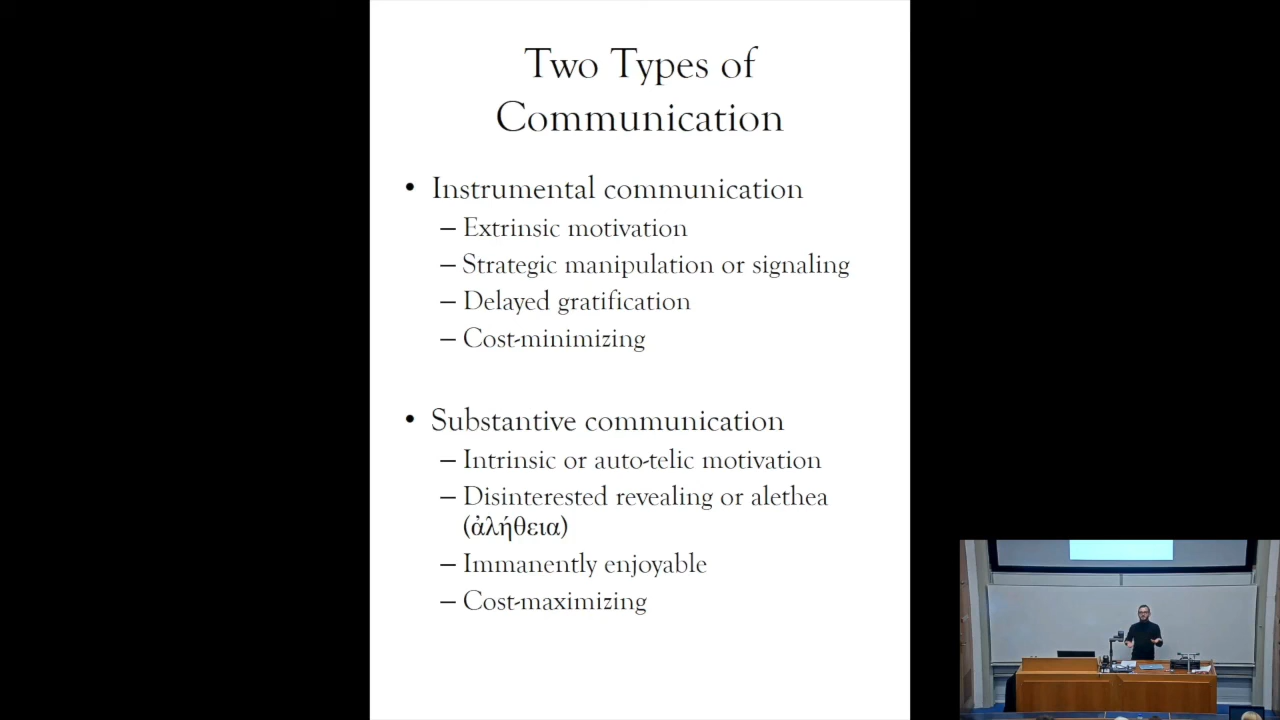 Two Types of
Communication
• Instrumental communication
– Extrinsic motivation
– Strategic manipulation or signaling
– Delayed gratification
– Cost-minimizing
• Substantive communication
– Intrinsic or auto-telic motivation
– Disinterested revealing or alethea
(ἀλήθεια)
– Immanently enjoyable
– Cost-maximizing